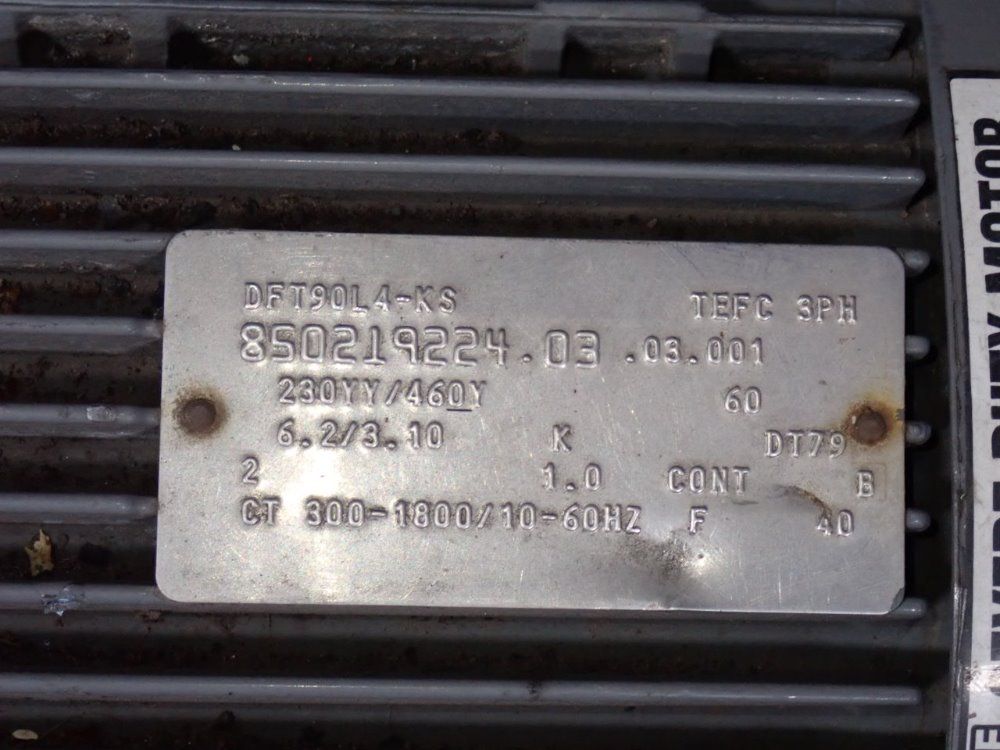 DFT90L4-KS TEFC 3PH
850219224.03.03.001
230YY/460Y 60
6.2/3.10 K DT79
2 1.0 CONT B
CT 300-1800/10-60HZ F 40
DUTY MOTOR